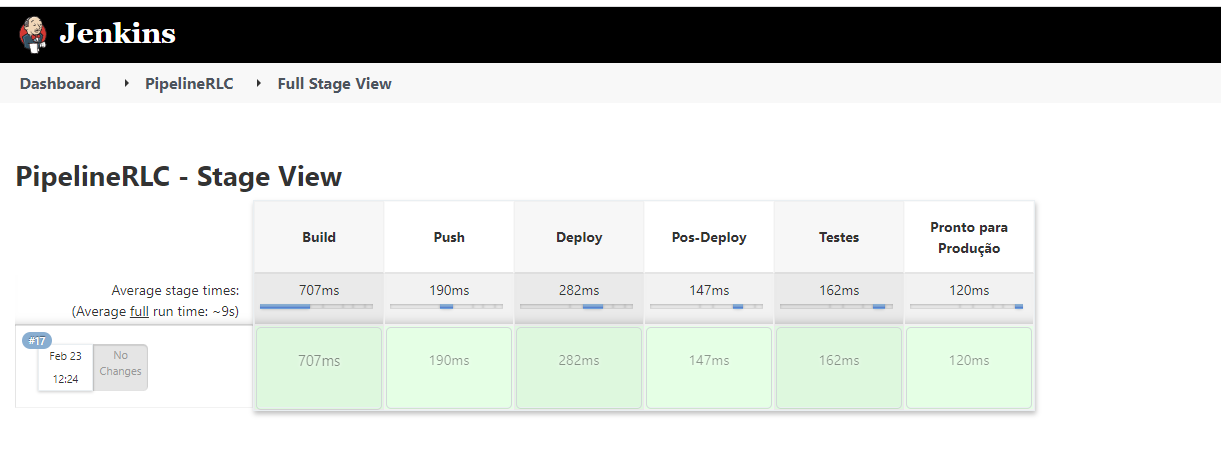 Jenkins
Dashboard PipelineRLC Full Stage View
PipelineRLC - Stage View
Build Push Deploy Pos-Deploy Testes Pronto para
Produção
Average stage times: 707ms 190ms 282ms 147ms 162ms 120ms
(Average full run time: ~9s)
#17
Feb 23 No
12:24 Changes
707ms 190ms 282ms 147ms 162ms 120ms